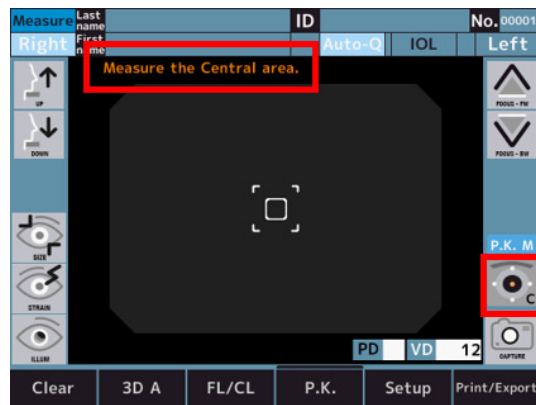 Measure Last name ID No. 00001
Right First name Auto-Q IOL Left
Measure the Central area.
UP
FOCUS - FW
DOWN
FOCUS - BW
SIZE
P.K. M
STRAIN
C
ILLUM
CAPTURE
PD VD 12
Clear 3D A FL/CL P.K. Setup Print/Export